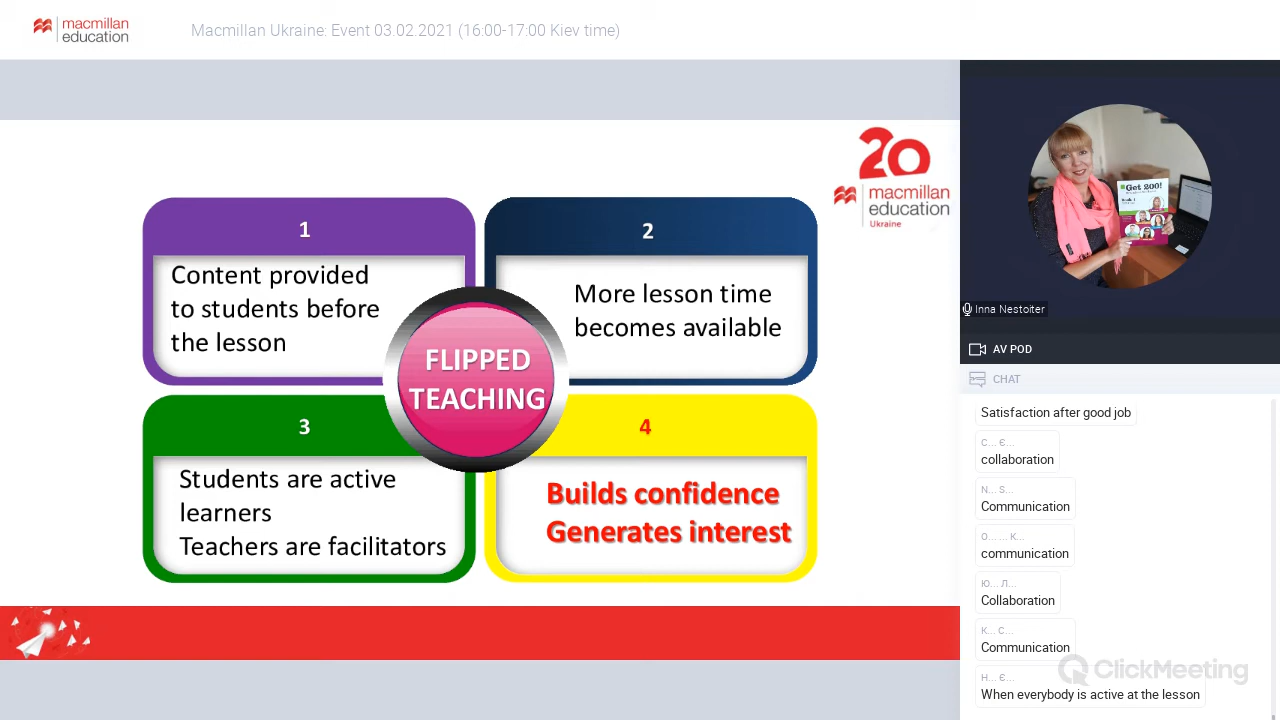 macmillan
education
Macmillan Ukraine: Event 03.02.2021 (16:00-17:00 Kiev time)
20
macmillan
education
Ukraine
1
Content provided
to students before
the lesson
2
More lesson time
becomes available
FLIPPED
TEACHING
3
Students are active
learners
Teachers are facilitators
4
Builds confidence
Generates interest
Get 200!
Inna Nestoiter
AV POD
CHAT
Satisfaction after good job
С... Є...
collaboration
N... S...
Communication
О... ... К...
communication
Ю... Л...
Collaboration
К... С...
Communication
Н... Є...
When everybody is active at the lesson
ClickMeeting